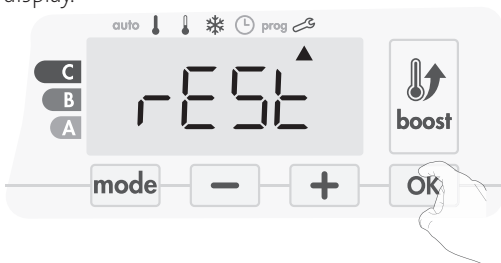 display.
auto prog
C
B
A
rESt
boost
mode - + OK